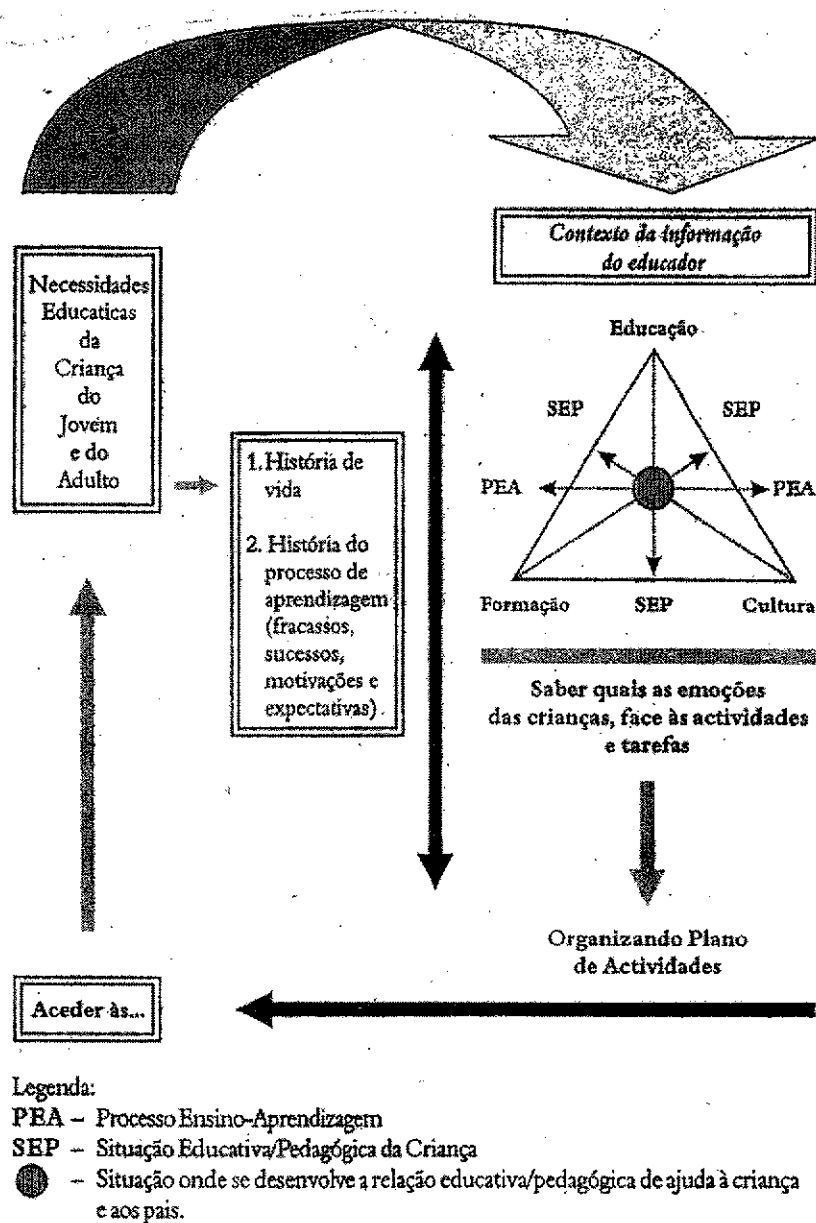 Contexto da informação
do educador
Necessidades
Educaticas
da
Criança
do
Jovem
e do
Adulto
1. História de
vida
2. História do
processo de
aprendizagem
(fracassos,
sucessos,
motivações e
expectativas).
Educação
SEP
SEP
PEA
PEA
Formação
SEP
Cultura
Saber quais as emoções
das crianças, face às actividades
e tarefas
Organizando Plano
de Actividades
Aceder às...
Legenda:
PEA – Processo Ensino-Aprendizagem
SEP – Situação Educativa/Pedagógica da Criança
– Situação onde se desenvolve a relação educativa/pedagógica de ajuda à criança
e aos pais.